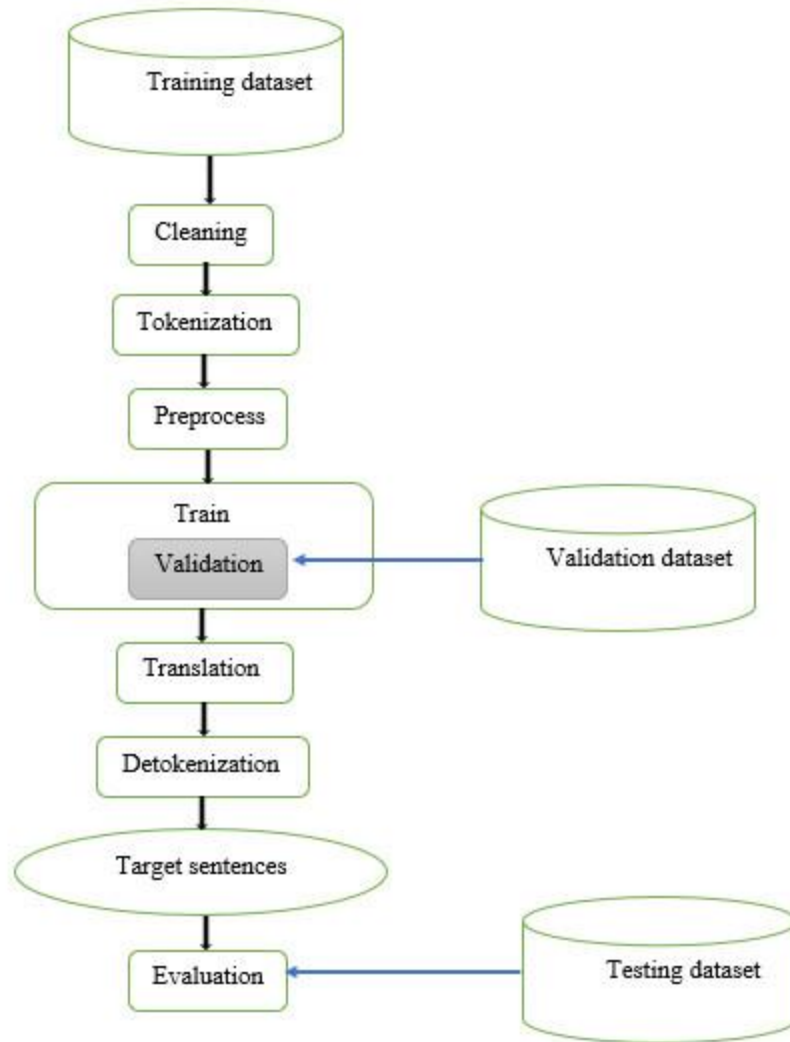 Training dataset
Cleaning
Tokenization
Preprocess
Train
Validation
Validation dataset
Translation
Detokenization
Target sentences
Evaluation
Testing dataset